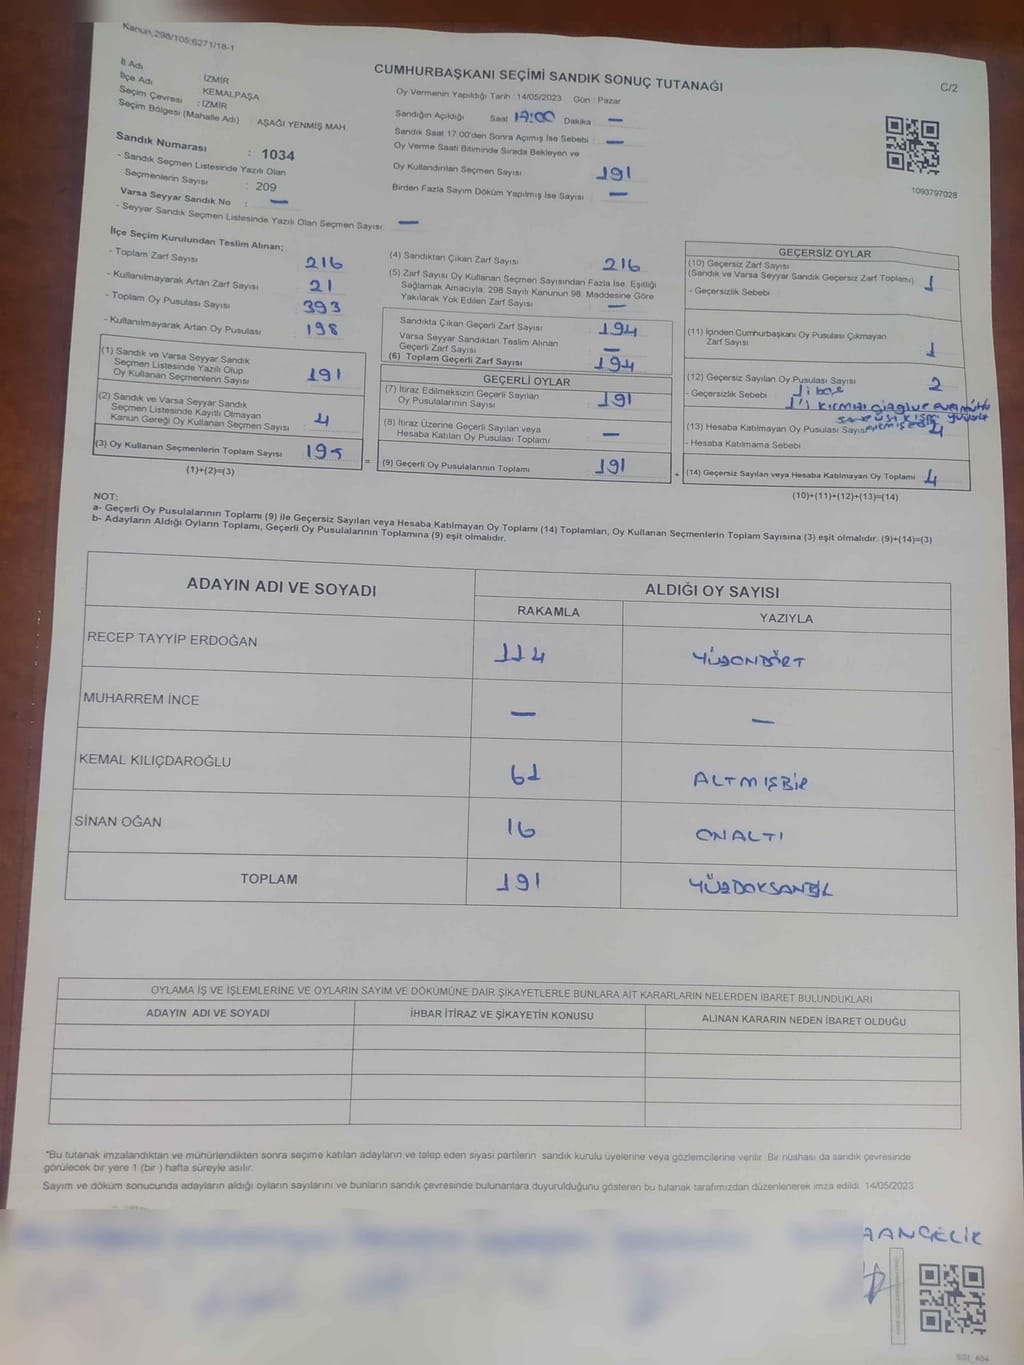 Kanun,298/105;6271/18-1
CUMHURBAŞKANI SEÇİMİ SANDIK SONUÇ TUTANAĞI
C/2
İl Adı : İZMİR
İlçe Adı : KEMALPAŞA
Seçim Çevresi : İZMİR
Seçim Bölgesi (Mahalle Adı) : AŞAĞI YENMİŞ MAH.
Sandık Numarası : 1034
- Sandık Seçmen Listesinde Yazılı Olan
Seçmenlerin Sayısı : 209
Varsa Seyyar Sandık No : —
- Seyyar Sandık Seçmen Listesinde Yazılı Olan Seçmen Sayısı : —
Oy Vermenin Yapıldığı Tarih : 14/05/2023 Gün : Pazar
Sandığın Açıldığı Saat 17:00 Dakika : —
Sandık Saat 17:00'den Sonra Açılmış İse Sebebi : —
Oy Verme Saati Bitiminde Sırada Bekleyen ve
Oy Kullandırılan Seçmen Sayısı 191
Birden Fazla Sayım Döküm Yapılmış İse Sayısı : —
1093797028
İlçe Seçim Kurulundan Teslim Alınan;
- Toplam Zarf Sayısı 216
- Kullanılmayarak Artan Zarf Sayısı 21
- Toplam Oy Pusulası Sayısı 393
- Kullanılmayarak Artan Oy Pusulası 198
(1) Sandık ve Varsa Seyyar Sandık
Seçmen Listesinde Yazılı Olup
Oy Kullanan Seçmenlerin Sayısı 191
(2) Sandık ve Varsa Seyyar Sandık
Seçmen Listesinde Kayıtlı Olmayan
Kanun Gereği Oy Kullanan Seçmen Sayısı 4
(3) Oy Kullanan Seçmenlerin Toplam Sayısı 195
(1)+(2)=(3)
(4) Sandıktan Çıkan Zarf Sayısı 216
(5) Zarf Sayısı Oy Kullanan Seçmen Sayısından Fazla İse, Eşitliği
Sağlamak Amacıyla; 298 Sayılı Kanunun 98. Maddesine Göre
Yakılarak Yok Edilen Zarf Sayısı —
Sandıkta Çıkan Geçerli Zarf Sayısı 194
Varsa Seyyar Sandıktan Teslim Alınan
Geçerli Zarf Sayısı —
(6) Toplam Geçerli Zarf Sayısı 194
GEÇERLİ OYLAR
(7) İtiraz Edilmeksizin Geçerli Sayılan
Oy Pusulalarının Sayısı 191
(8) İtiraz Üzerine Geçerli Sayılan veya
Hesaba Katılan Oy Pusulası Toplamı —
= (9) Geçerli Oy Pusulalarının Toplamı 191
GEÇERSİZ OYLAR
(10) Geçersiz Zarf Sayısı
(Sandık ve Varsa Seyyar Sandık Geçersiz Zarf Toplamı) 1
- Geçersizlik Sebebi
(11) İçinden Cumhurbaşkanı Oy Pusulası Çıkmayan
Zarf Sayısı 1
(12) Geçersiz Sayılan Oy Pusulası Sayısı 2
- Geçersizlik Sebebi
(13) Hesaba Katılmayan Oy Pusulası Sayısı
- Hesaba Katılmama Sebebi
+ (14) Geçersiz Sayılan veya Hesaba Katılmayan Oy Toplamı 4
(10)+(11)+(12)+(13)=(14)
NOT:
a- Geçerli Oy Pusulalarının Toplamı (9) ile Geçersiz Sayılan veya Hesaba Katılmayan Oy Toplamı (14) Toplamları, Oy Kullanan Seçmenlerin Toplam Sayısına (3) eşit olmalıdır. (9)+(14)=(3)
b- Adayların Aldığı Oyların Toplamı, Geçerli Oy Pusulalarının Toplamına (9) eşit olmalıdır.
ADAYIN ADI VE SOYADI ALDIĞI OY SAYISI
RAKAMLA YAZIYLA
RECEP TAYYİP ERDOĞAN 114 YÜZONDÖRT
MUHARREM İNCE — —
KEMAL KILIÇDAROĞLU 61 ALTMIŞBİR
SİNAN OĞAN 16 ONALTI
TOPLAM 191 YÜZDOKSANBİR
OYLAMA İŞ VE İŞLEMLERİNE VE OYLARIN SAYIM VE DÖKÜMÜNE DAİR ŞİKAYETLERLE BUNLARA AİT KARARLARIN NELERDEN İBARET BULUNDUKLARI
ADAYIN ADI VE SOYADI İHBAR İTİRAZ VE ŞİKAYETİN KONUSU ALINAN KARARIN NEDEN İBARET OLDUĞU
*Bu tutanak imzalandıktan ve mühürlendikten sonra seçime katılan adayların ve talep eden siyasi partilerin sandık kurulu üyelerine veya gözlemcilerine verilir. Bir nüshası da sandık çevresinde
görülecek bir yere 1 (bir ) hafta süreyle asılır.
Sayım ve döküm sonucunda adayların aldığı oyların sayılarını ve bunların sandık çevresinde bulunanlara duyurulduğunu gösteren bu tutanak tarafımızdan düzenlenerek imza edildi. 14/05/2023